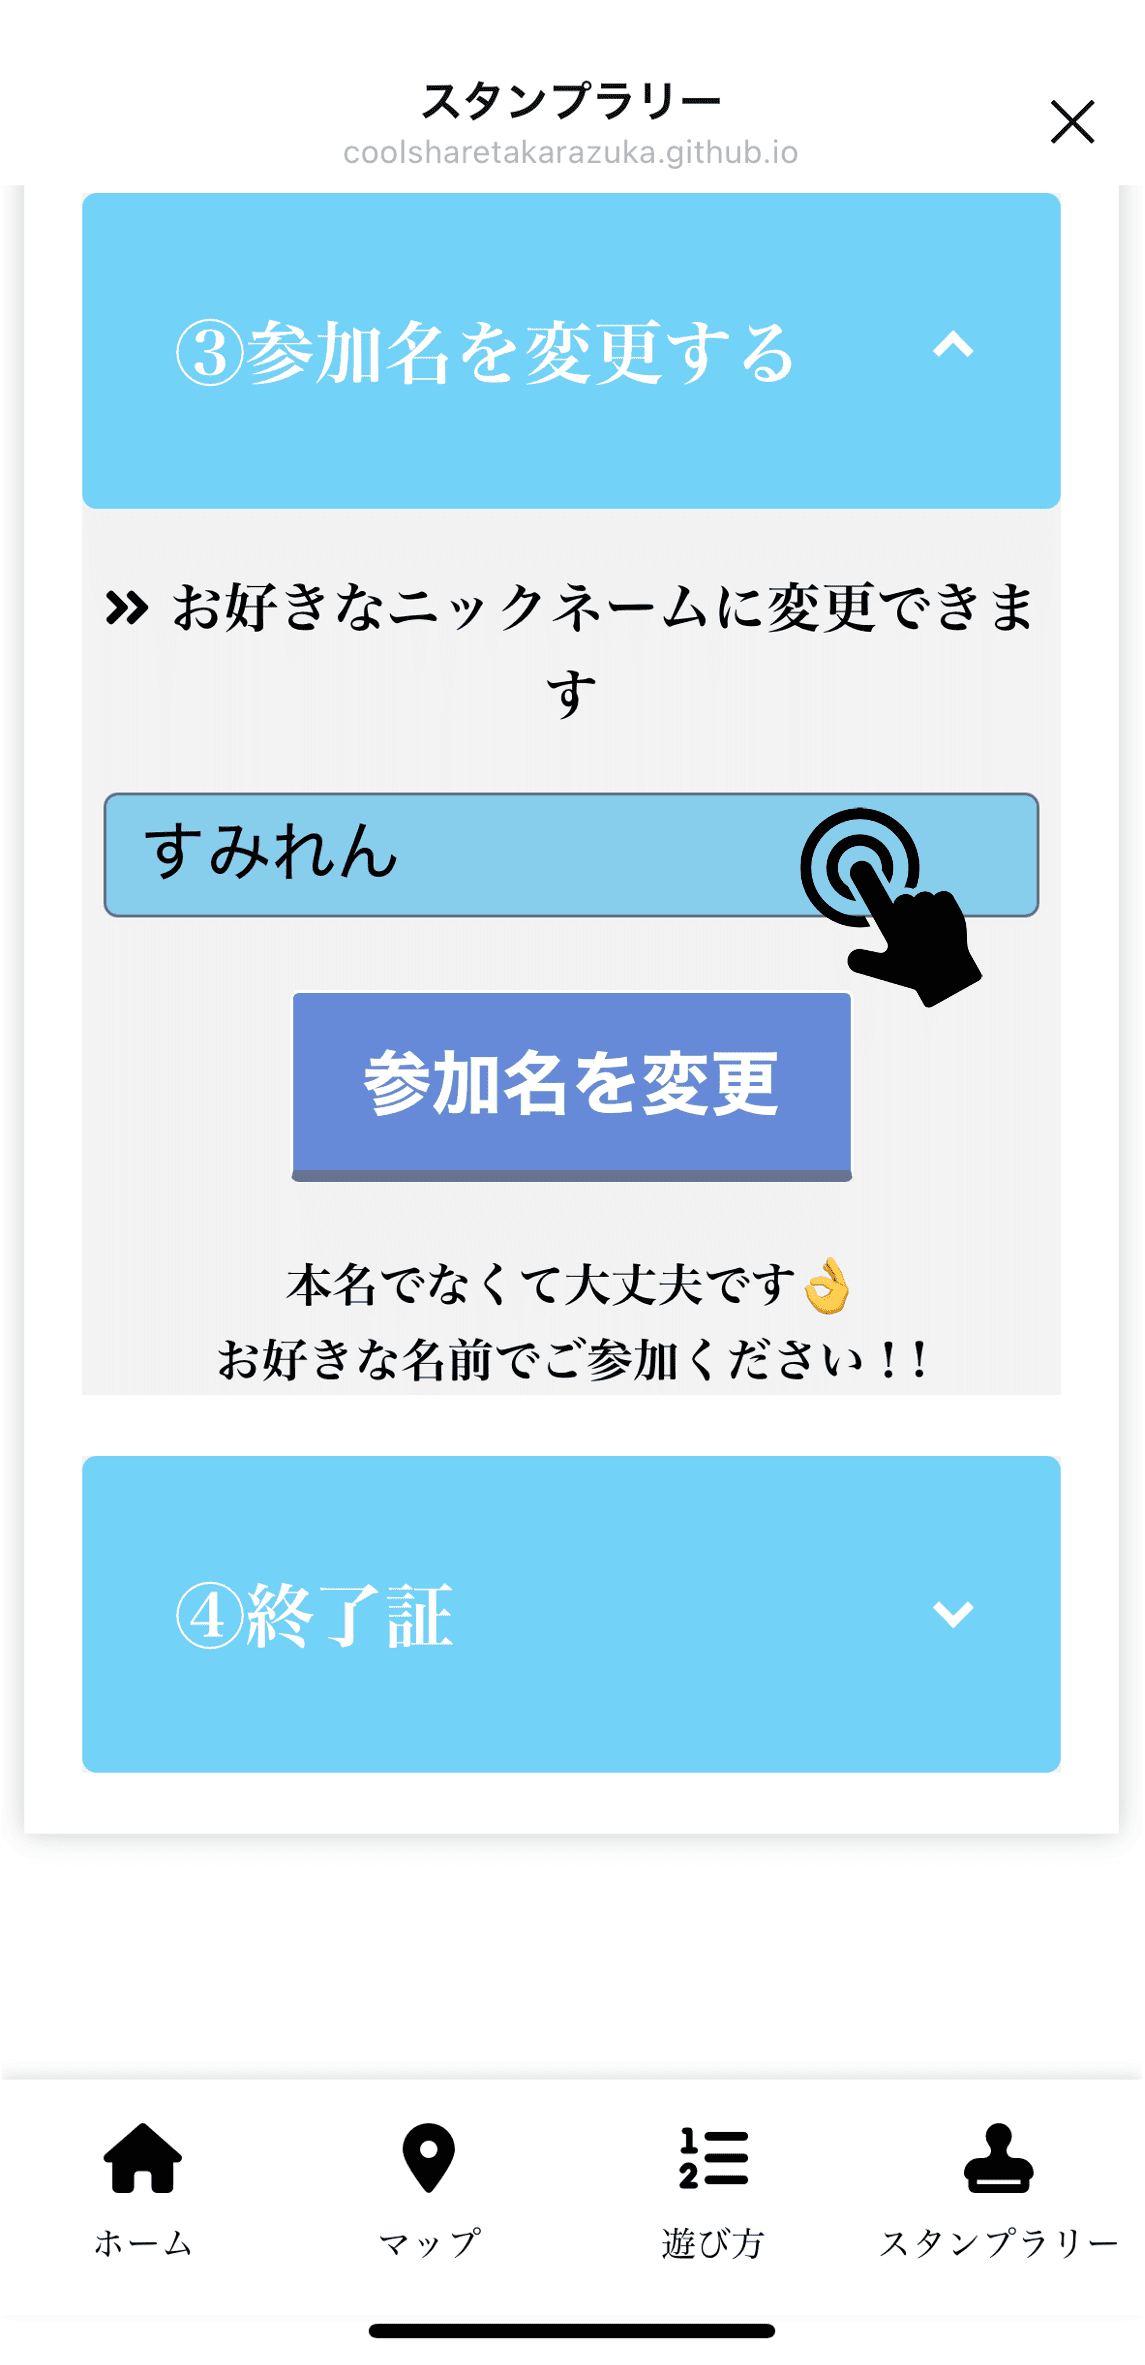 スタンプラリー
coolsharetakarazuka.github.io
③参加名を変更する
お好きなニックネームに変更できま
す
すみれん
参加名を変更
本名でなくて大丈夫です👌
お好きな名前でご参加ください！!
④終了証
ホーム
マップ
遊び方
スタンプラリー